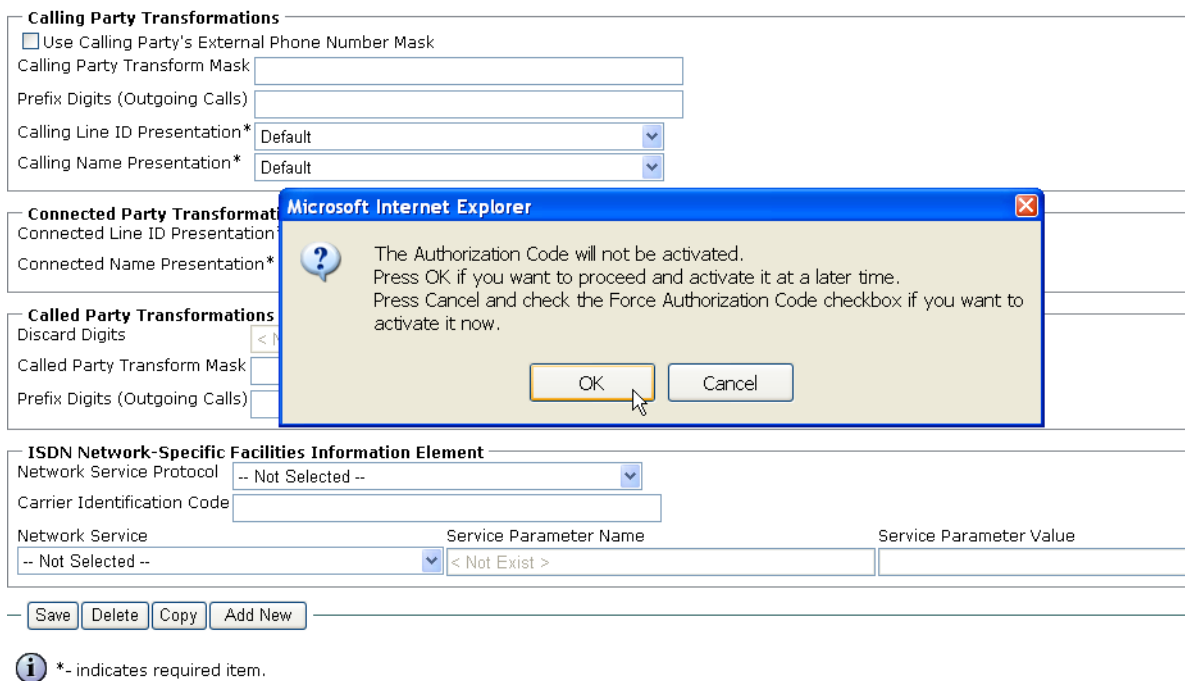 Calling Party Transformations
Use Calling Party's External Phone Number Mask
Calling Party Transform Mask
Prefix Digits (Outgoing Calls)
Calling Line ID Presentation* Default
Calling Name Presentation* Default
Microsoft Internet Explorer
The Authorization Code will not be activated.
Press OK if you want to proceed and activate it at a later time.
Press Cancel and check the Force Authorization Code checkbox if you want to
activate it now.
OK Cancel
Connected Party
Connected Line ID Presentation
Connected Name Presentation*
Called Party Transformations
Discard Digits
Called Party Transform Mask
Prefix Digits (Outgoing Calls)
ISDN Network-Specific Facilities Information Element
Network Service Protocol -- Not Selected --
Carrier Identification Code
Network Service Service Parameter Name Service Parameter Value
-- Not Selected -- < Not Exist >
Save Delete Copy Add New
i *- indicates required item.